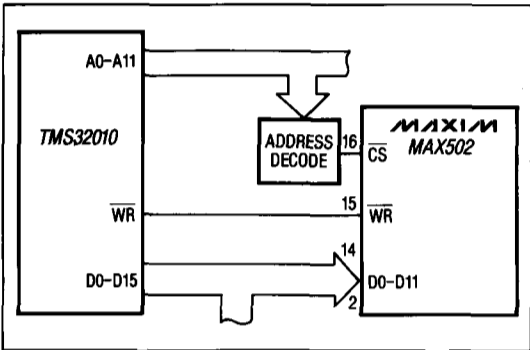 A0–A11
TMS32010
ADDRESS
DECODE
16
CS
MAXIM
MAX502
WR
15
WR
14
D0–D15
D0–D11
2